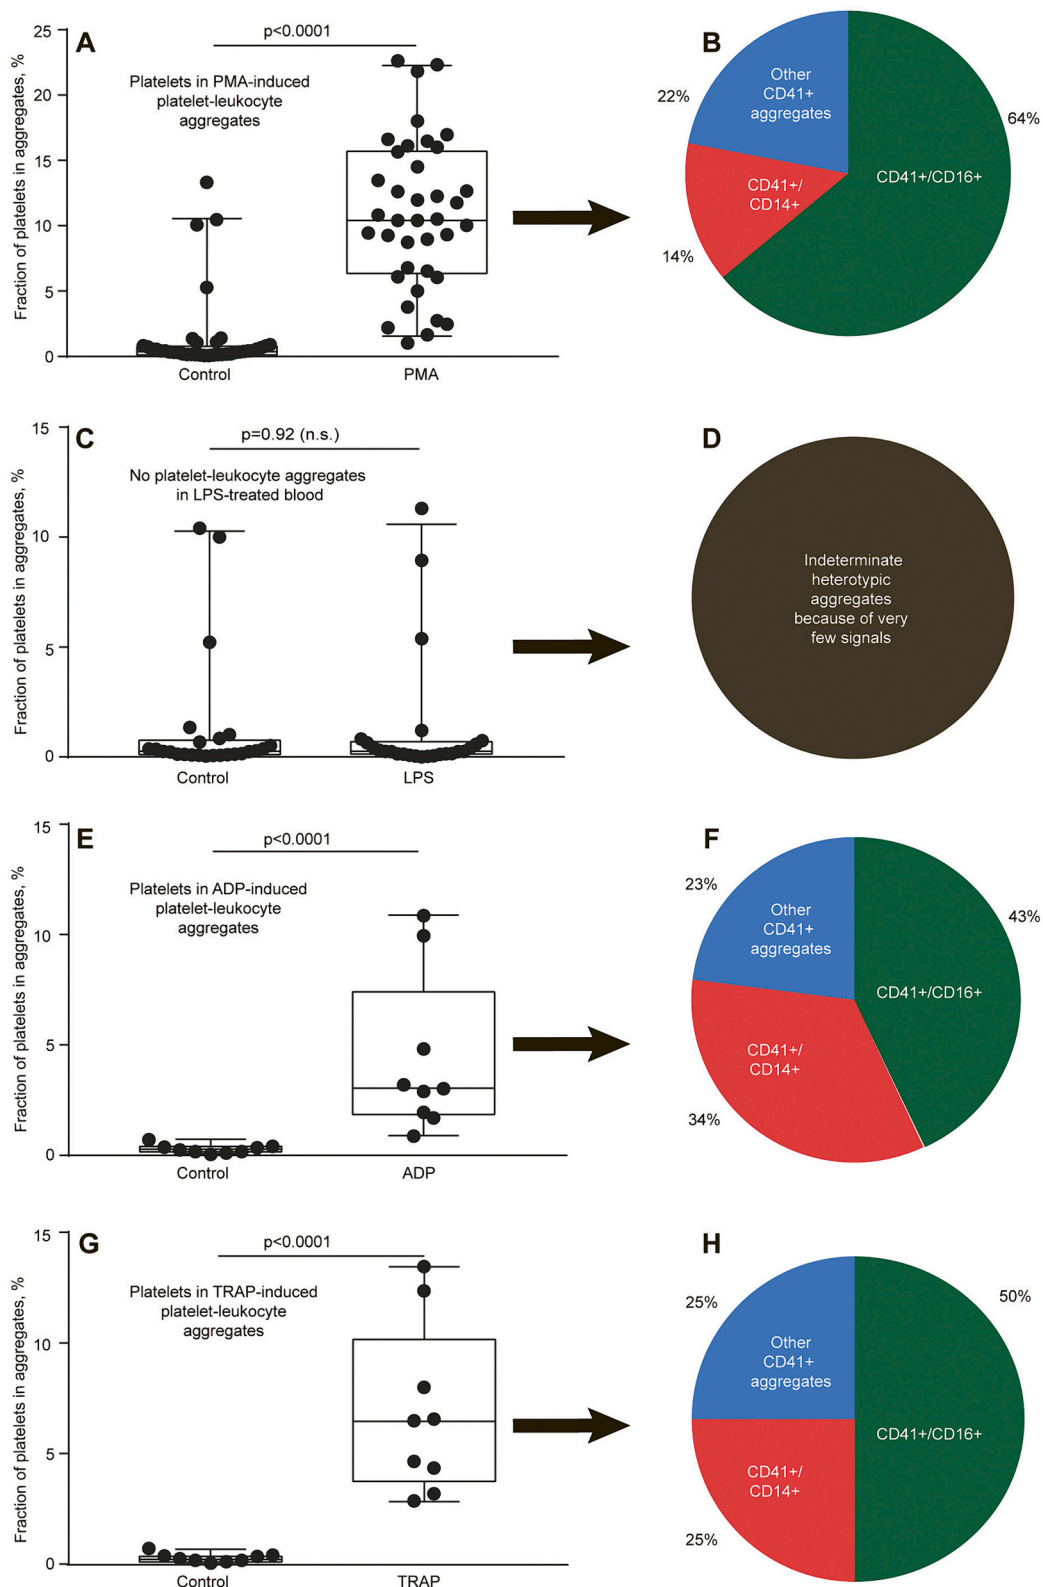 A
p<0.0001
Platelets in PMA-induced
platelet-leukocyte
aggregates
Fraction of platelets in aggregates, %
25
20
15
10
5
0
Control
PMA
B
Other
CD41+
aggregates
22%
64%
CD41+/CD16+
CD41+/
CD14+
14%
C
p=0.92 (n.s.)
No platelet-leukocyte aggregates
in LPS-treated blood
Fraction of platelets in aggregates, %
15
10
5
0
Control
LPS
D
Indeterminate
heterotypic
aggregates
because of very
few signals
E
p<0.0001
Platelets in ADP-induced
platelet-leukocyte
aggregates
Fraction of platelets in aggregates, %
15
10
5
0
Control
ADP
F
23%
43%
Other
CD41+
aggregates
CD41+/CD16+
CD41+/
CD14+
34%
G
p<0.0001
Platelets in TRAP-induced
platelet-leukocyte
aggregates
Fraction of platelets in aggregates, %
15
10
5
0
Control
TRAP
H
25%
50%
Other
CD41+
aggregates
CD41+/CD16+
CD41+/
CD14+
25%